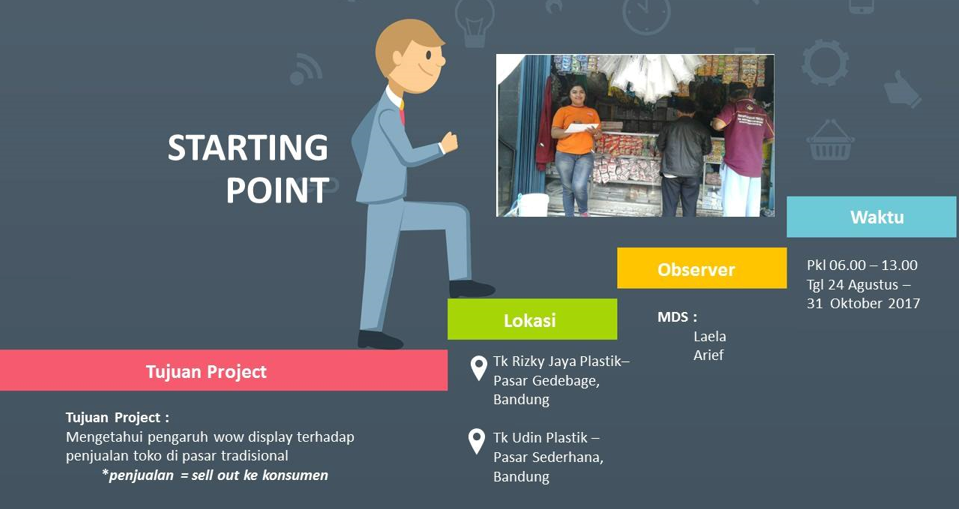 STARTING
POINT
Tujuan Project
Tujuan Project :
Mengetahui pengaruh wow display terhadap
penjualan toko di pasar tradisional
*penjualan = sell out ke konsumen
Lokasi
Tk Rizky Jaya Plastik–
Pasar Gedebage,
Bandung
Tk Udin Plastik –
Pasar Sederhana,
Bandung
Observer
MDS :
Laela
Arief
Waktu
Pkl 06.00 – 13.00
Tgl 24 Agustus –
31 Oktober 2017